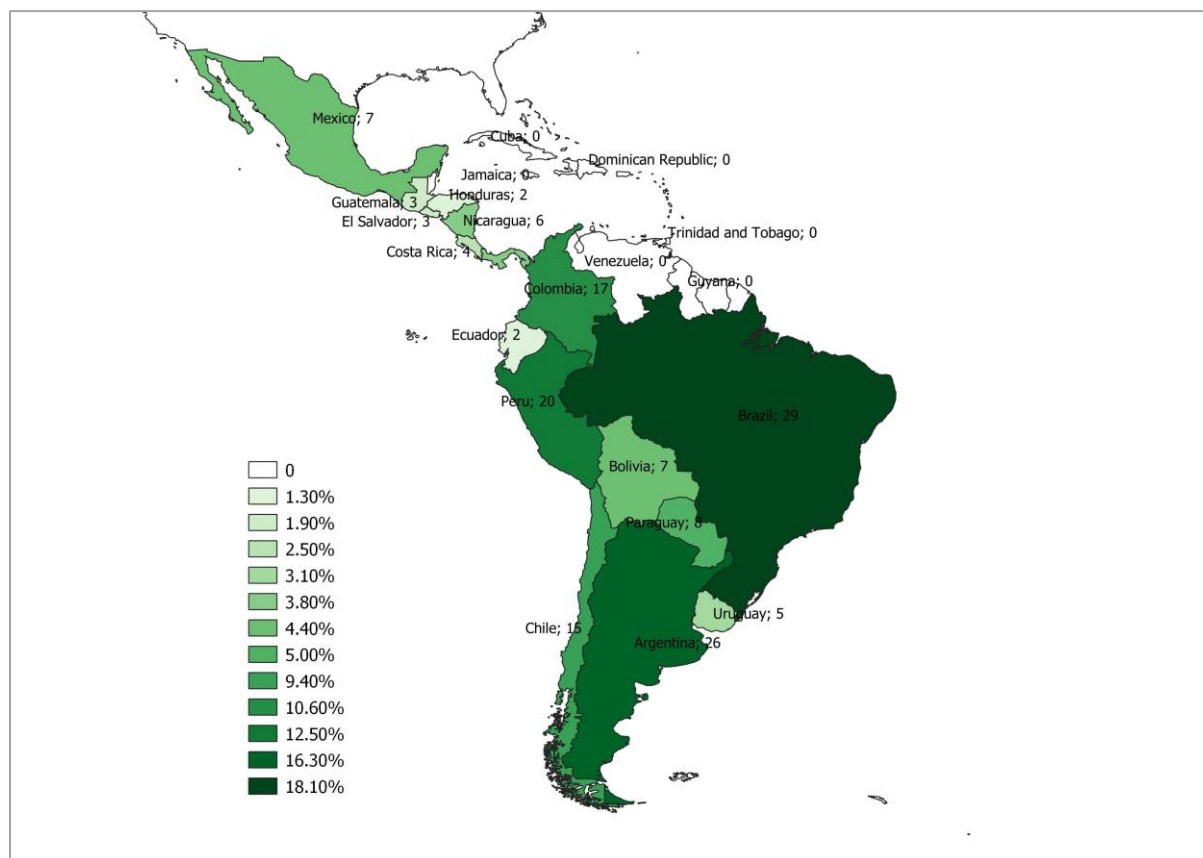 Mexico; 7
Cuba; 0
Dominican Republic; 0
Jamaica; 0
Honduras; 2
Guatemala; 3
El Salvador; 3
Nicaragua; 6
Trinidad and Tobago; 0
Costa Rica; 4
Venezuela; 0
Guyana; 0
Colombia; 17
Ecuador; 2
Peru; 20
Brazil; 29
Bolivia; 7
Paraguay; 8
Uruguay; 5
Chile; 15
Argentina; 26
0
1.30%
1.90%
2.50%
3.10%
3.80%
4.40%
5.00%
9.40%
10.60%
12.50%
16.30%
18.10%